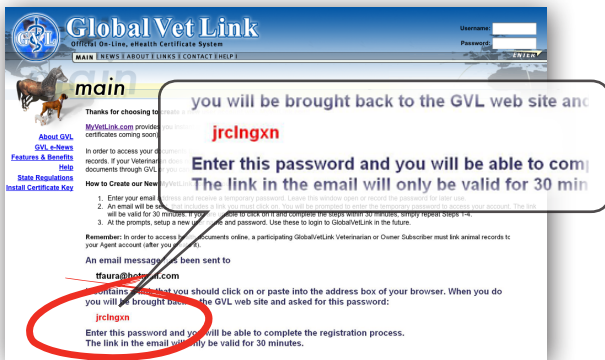 GlobalVetLink
Official On-Line, eHealth Certificate System
Username:
Password:
MAIN | NEWS | ABOUT | LINKS | CONTACT | HELP |
ENTER
GVL
main
About GVL
GVL e-News
Features & Benefits
Help
State Regulations
Install Certificate Key
Thanks for choosing to create a
MyVetLink.com provides you
certificates coming soon)
In order to access your
records. If your Veterinarian
documents through GVL
How to Create our New MyVetLink
1. Enter your email address and receive a temporary password. Leave this window open or record the password for later use.
2. An email will be sent that includes a link you must click on. You will be prompted to enter the temporary password to access your account. The link
will be valid for 30 minutes. If you are unable to click on it and complete the steps within 30 minutes, simply repeat Steps 1-4.
3. At the prompts, setup a new username and password. Use these to login to GlobalVetLink in the future.
Remember: In order to access documents online, a participating GlobalVetLink Veterinarian or Owner Subscriber must link animal records to
your Agent account (after you it).
An email message has been sent to
tfaura@hotmail.com
It contains a link that you should click on or paste into the address box of your browser. When you do
you will be brought back to the GVL web site and asked for this password:
jrclngxn
Enter this password and you will be able to complete the registration process.
The link in the email will only be valid for 30 minutes.
you will be brought back to the GVL web site and
jrclngxn
Enter this password and you will be able to comp
The link in the email will only be valid for 30 min